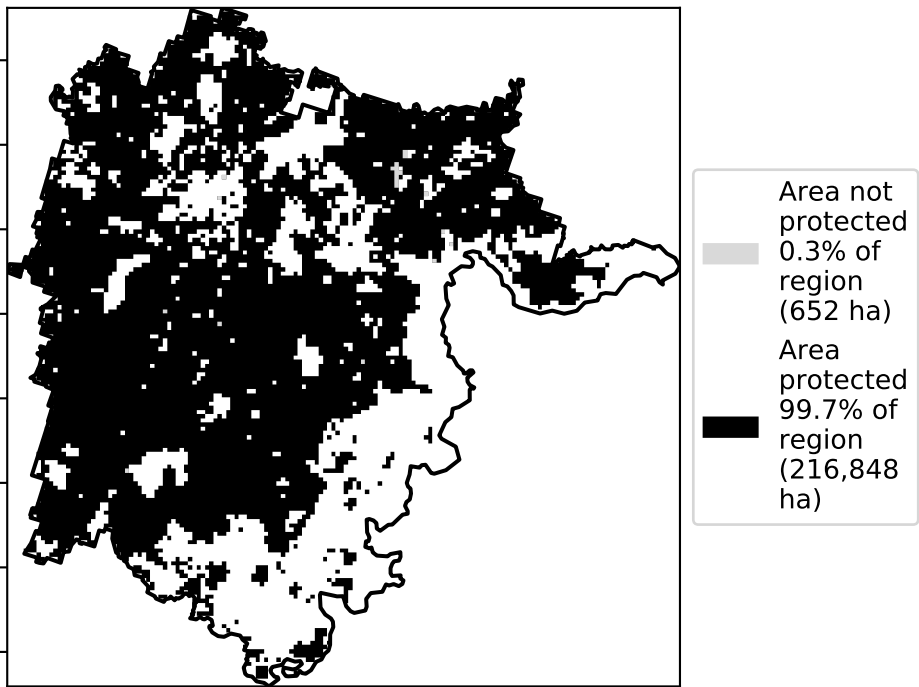 Area not
protected
0.3% of
region
(652 ha)
Area
protected
99.7% of
region
(216,848
ha)